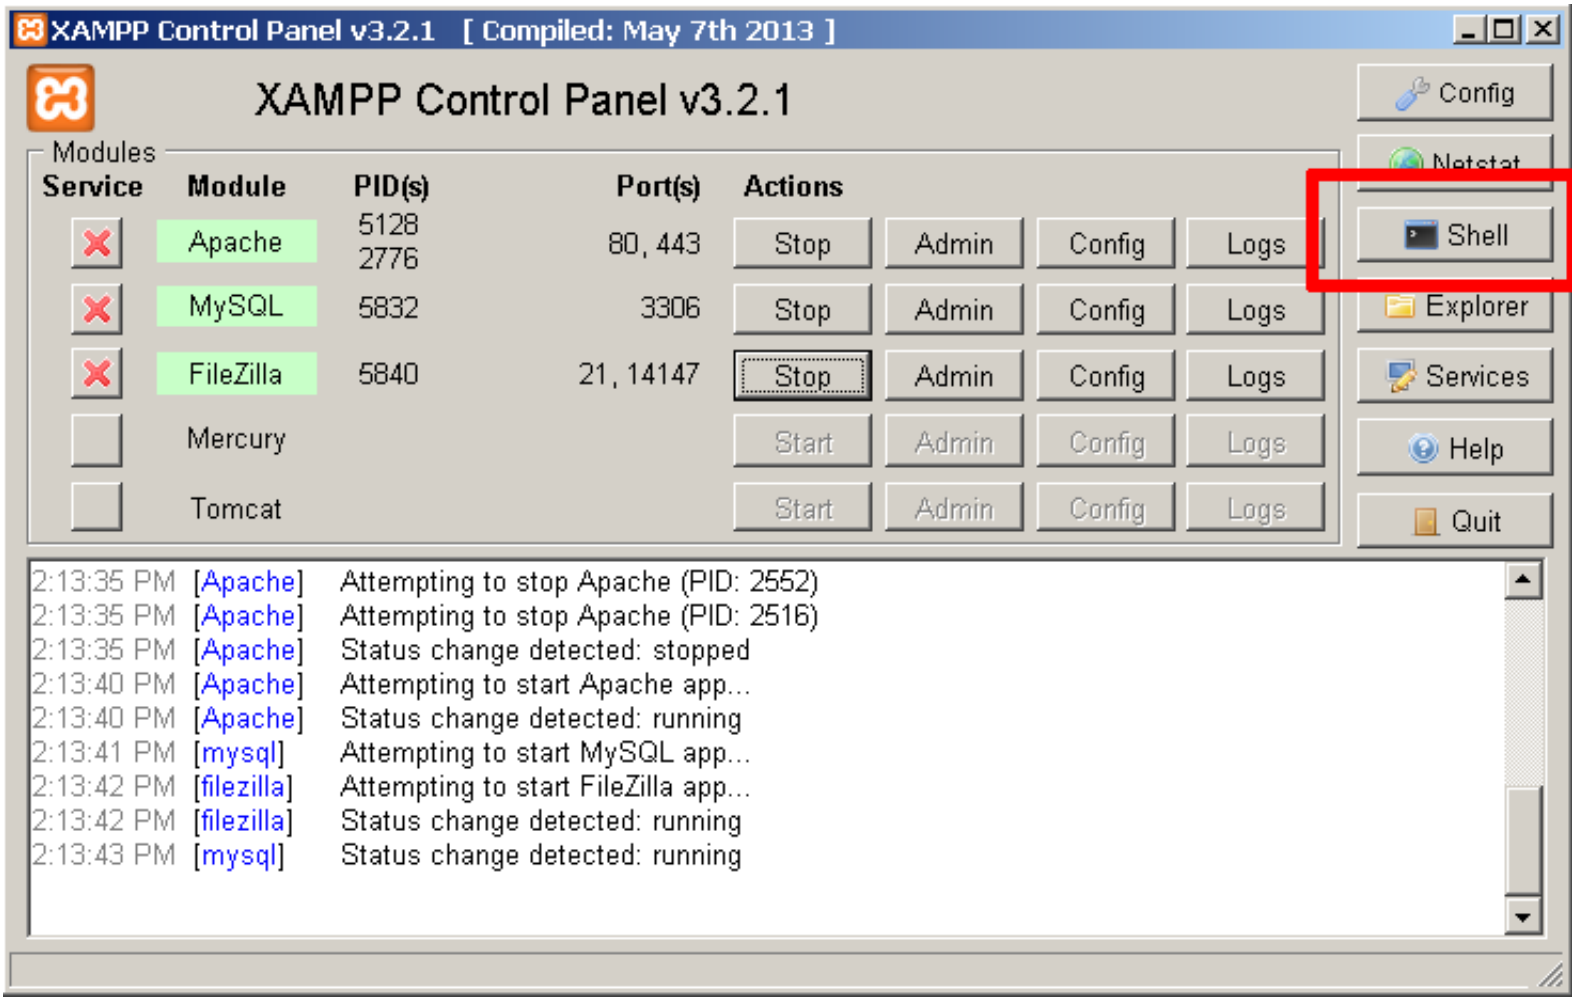 XAMPP Control Panel v3.2.1 [ Compiled: May 7th 2013 ]
XAMPP Control Panel v3.2.1
Config
Modules
Netstat
Service Module PID(s) Port(s) Actions
Apache 5128 2776 80, 443 Stop Admin Config Logs
Shell
MySQL 5832 3306 Stop Admin Config Logs
Explorer
FileZilla 5840 21, 14147 Stop Admin Config Logs
Services
Mercury Start Admin Config Logs
Help
Tomcat Start Admin Config Logs
Quit
2:13:35 PM [Apache] Attempting to stop Apache (PID: 2552)
2:13:35 PM [Apache] Attempting to stop Apache (PID: 2516)
2:13:35 PM [Apache] Status change detected: stopped
2:13:40 PM [Apache] Attempting to start Apache app...
2:13:40 PM [Apache] Status change detected: running
2:13:41 PM [mysql] Attempting to start MySQL app...
2:13:42 PM [filezilla] Attempting to start FileZilla app...
2:13:42 PM [filezilla] Status change detected: running
2:13:43 PM [mysql] Status change detected: running